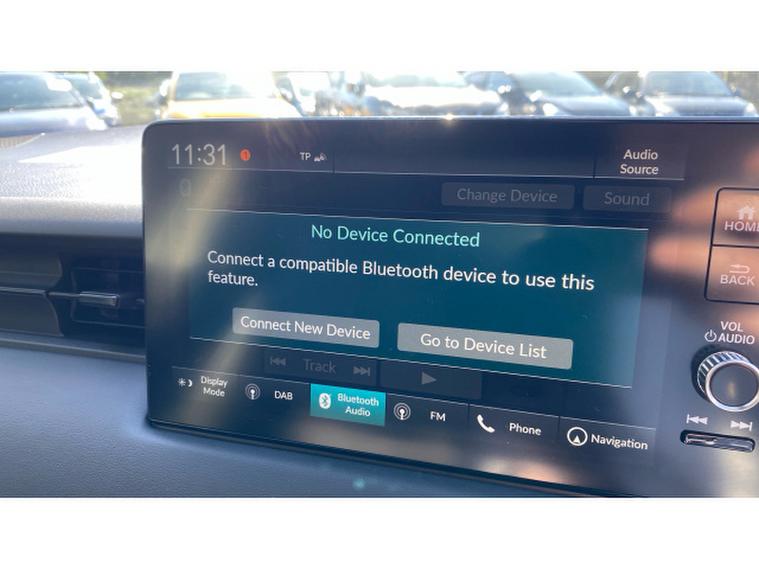 11:31
1
TP
Audio
Source
Change Device
Sound
No Device Connected
Connect a compatible Bluetooth device to use this
feature.
Connect New Device
Go to Device List
Track
Display
Mode
DAB
Bluetooth
Audio
FM
Phone
Navigation
HOME
BACK
VOL
AUDIO